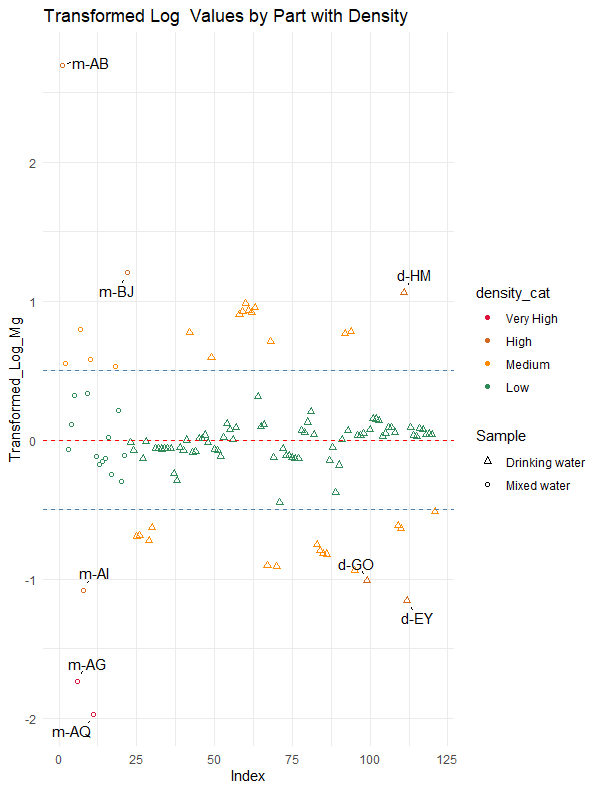 Transformed Log  Values by Part with Density
m-AB
2
d-HM
m-BJ
1
density_cat
Very High
High
Medium
Low
Transformed_Log_Mg
0
Sample
Drinking water
Mixed water
d-GO
m-AI
-1
d-EY
m-AG
-2
m-AQ
0 25 50 75 100 125
Index